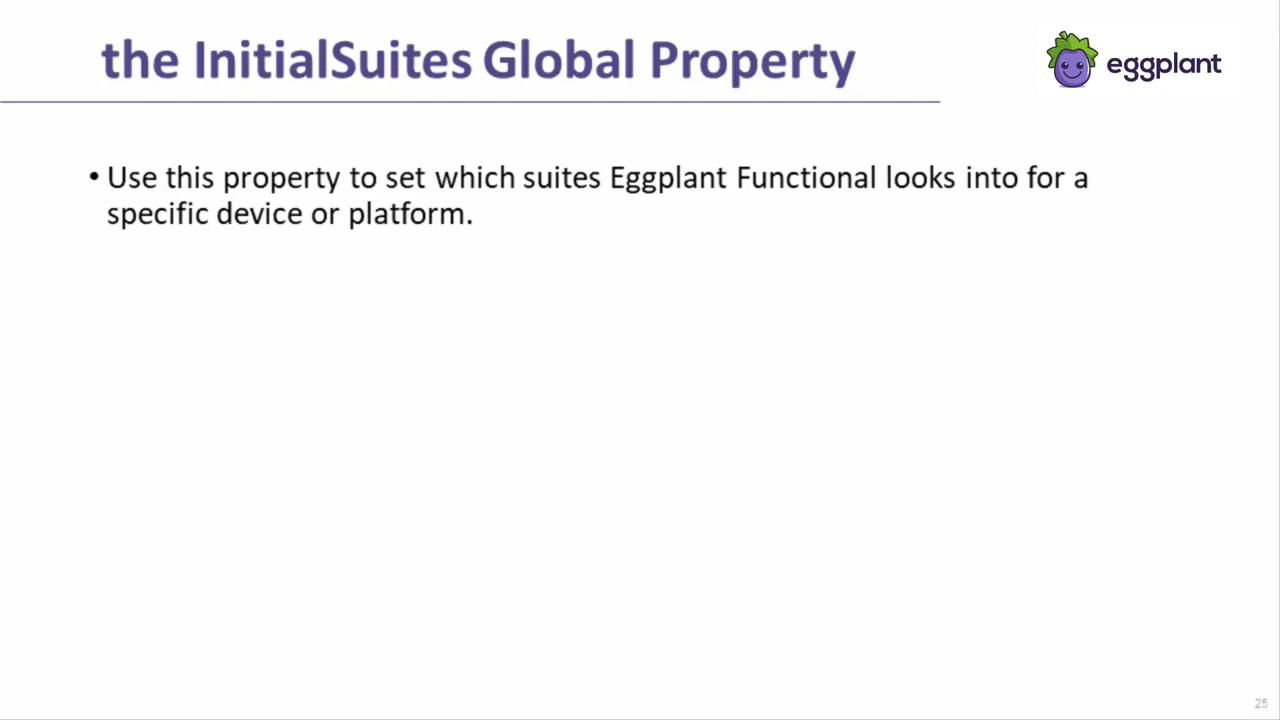 the InitialSuites Global Property
eggplant
• Use this property to set which suites Eggplant Functional looks into for a
specific device or platform.
25